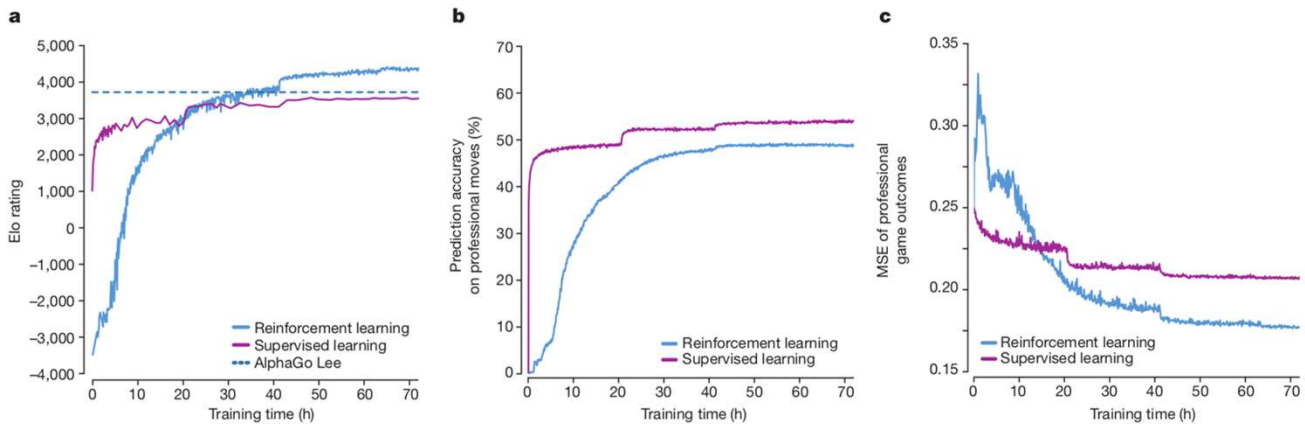 a
5,000
4,000
3,000
2,000
1,000
0
−1,000
−2,000
−3,000
−4,000
Elo rating
Reinforcement learning
Supervised learning
AlphaGo Lee
0 10 20 30 40 50 60 70
Training time (h)
b
70
60
50
40
30
20
10
0
Prediction accuracy
on professional moves (%)
Reinforcement learning
Supervised learning
0 10 20 30 40 50 60 70
Training time (h)
c
0.35
0.30
0.25
0.20
0.15
MSE of professional
game outcomes
Reinforcement learning
Supervised learning
0 10 20 30 40 50 60 70
Training time (h)